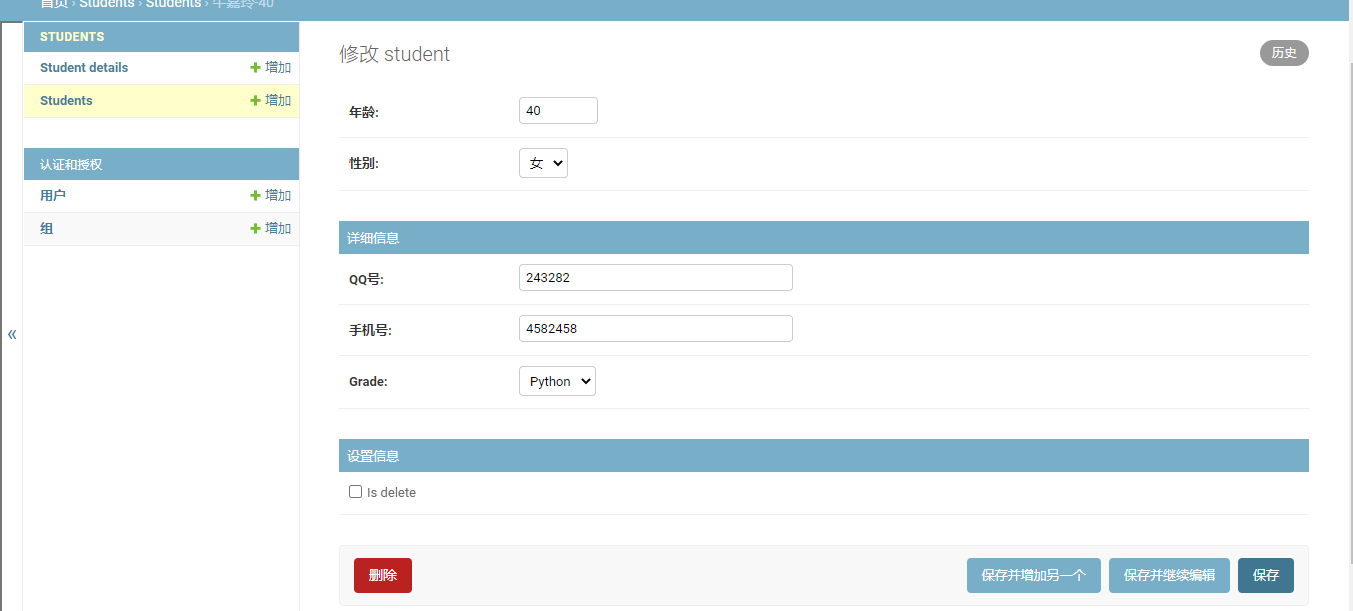 首页 › Students › Students › 牛嘉玲-40
STUDENTS
Student details 增加
Students 增加
认证和授权
用户 增加
组 增加
«
修改 student
历史
年龄: 40
性别: 女
详细信息
QQ号: 243282
手机号: 4582458
Grade: Python
设置信息
Is delete
删除 保存并增加另一个 保存并继续编辑 保存